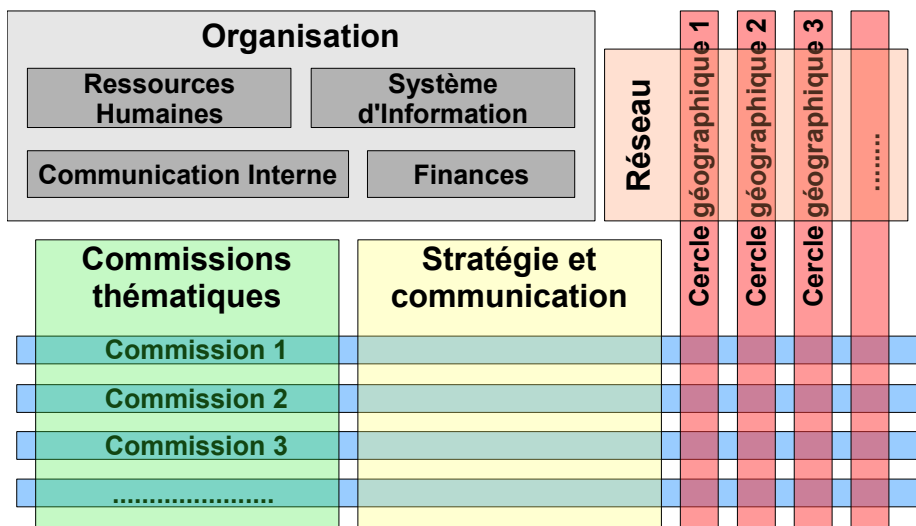 Organisation
Ressources
Humaines
Système
d'Information
Communication Interne
Finances
Réseau
Cercle géographique 1
Cercle géographique 2
Cercle géographique 3
........
Commissions
thématiques
Stratégie et
communication
Commission 1
Commission 2
Commission 3
......................